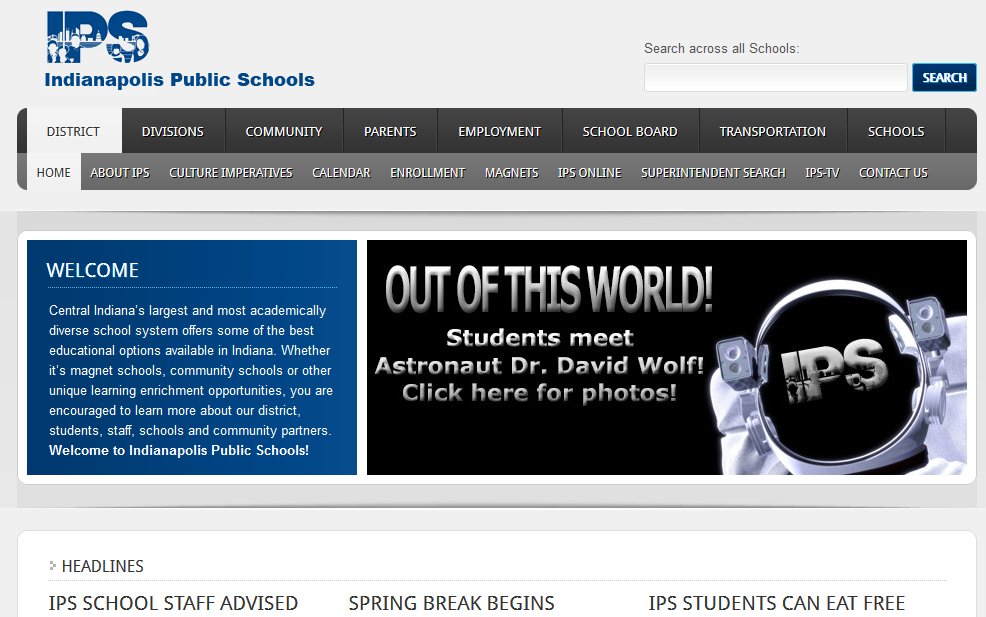 IPS
Indianapolis Public Schools
Search across all Schools:
SEARCH
DISTRICT DIVISIONS COMMUNITY PARENTS EMPLOYMENT SCHOOL BOARD TRANSPORTATION SCHOOLS
HOME ABOUT IPS CULTURE IMPERATIVES CALENDAR ENROLLMENT MAGNETS IPS ONLINE SUPERINTENDENT SEARCH IPS-TV CONTACT US
WELCOME
Central Indiana's largest and most academically
diverse school system offers some of the best
educational options available in Indiana. Whether
it's magnet schools, community schools or other
unique learning enrichment opportunities, you are
encouraged to learn more about our district,
students, staff, schools and community partners.
Welcome to Indianapolis Public Schools!
OUT OF THIS WORLD!
Students meet
Astronaut Dr. David Wolf!
Click here for photos!
IPS
HEADLINES
IPS SCHOOL STAFF ADVISED SPRING BREAK BEGINS IPS STUDENTS CAN EAT FREE